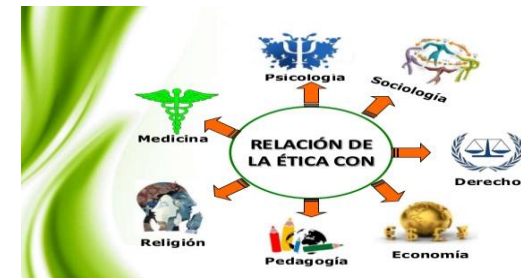 Psicología
Sociología
Medicina
RELACIÓN DE
LA ÉTICA CON
Derecho
Religión
Pedagogía
Economía